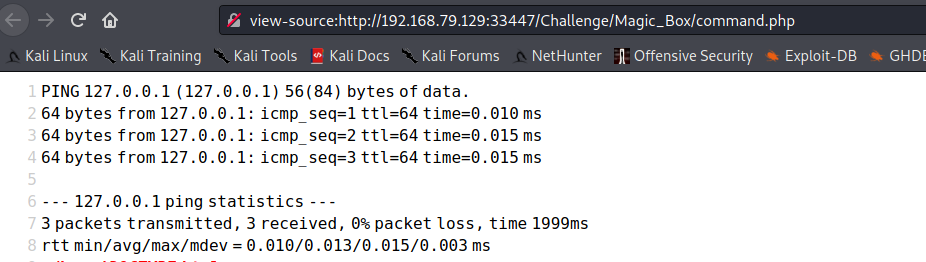 view-source:http://192.168.79.129:33447/Challenge/Magic_Box/command.php
Kali Linux Kali Training Kali Tools Kali Docs Kali Forums NetHunter Offensive Security Exploit-DB GHDB
1 PING 127.0.0.1 (127.0.0.1) 56(84) bytes of data.
2 64 bytes from 127.0.0.1: icmp_seq=1 ttl=64 time=0.010 ms
3 64 bytes from 127.0.0.1: icmp_seq=2 ttl=64 time=0.015 ms
4 64 bytes from 127.0.0.1: icmp_seq=3 ttl=64 time=0.015 ms
5
6 --- 127.0.0.1 ping statistics ---
7 3 packets transmitted, 3 received, 0% packet loss, time 1999ms
8 rtt min/avg/max/mdev = 0.010/0.013/0.015/0.003 ms